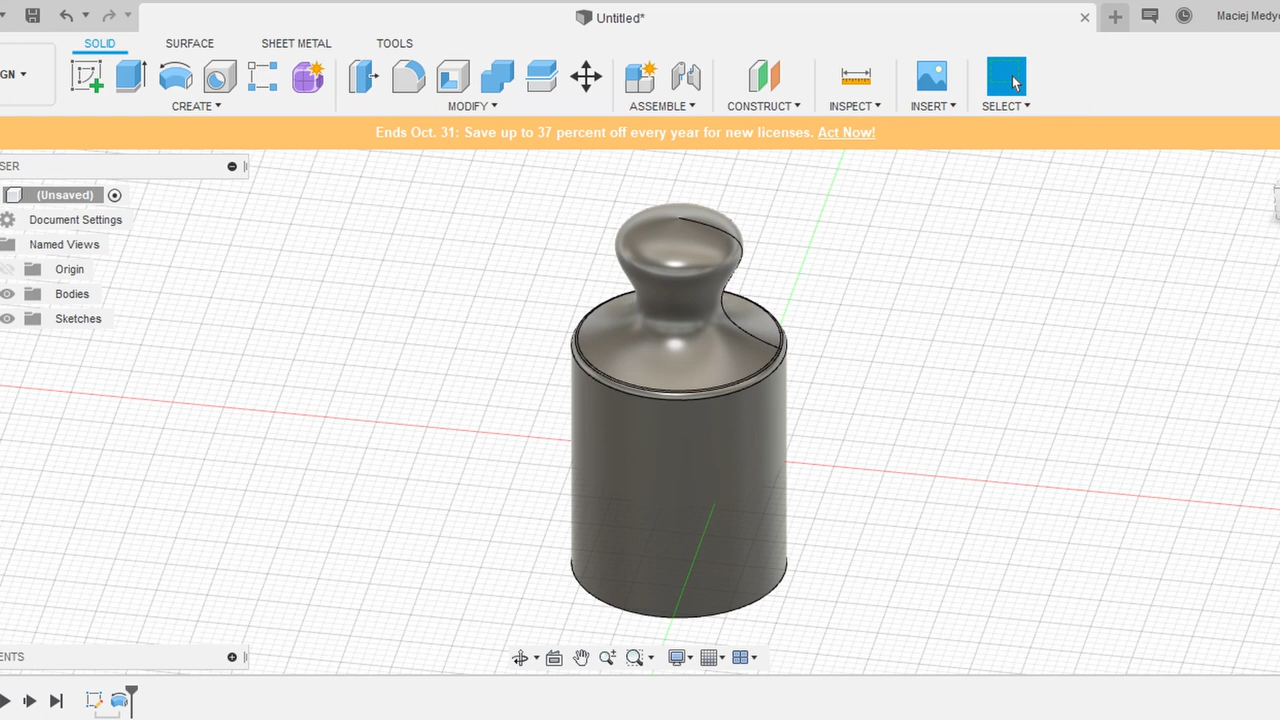 Untitled*
Maciej Medy
SOLID
SURFACE
SHEET METAL
TOOLS
GN
CREATE
MODIFY
ASSEMBLE
CONSTRUCT
INSPECT
INSERT
SELECT
Ends Oct. 31: Save up to 37 percent off every year for new licenses. Act Now!
SER
(Unsaved)
Document Settings
Named Views
Origin
Bodies
Sketches
ENTS